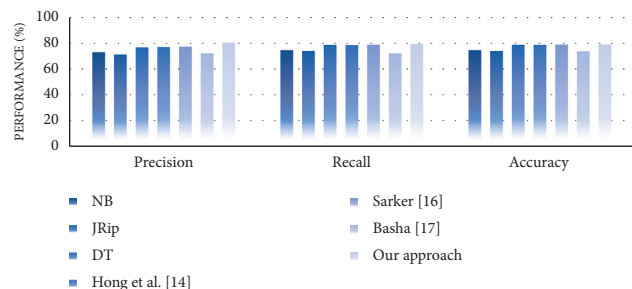 100
80
60
40
20
0
PERFORMANCE (%)
Precision Recall Accuracy
NB
JRip
DT
Hong et al. [14]
Sarker [16]
Basha [17]
Our approach